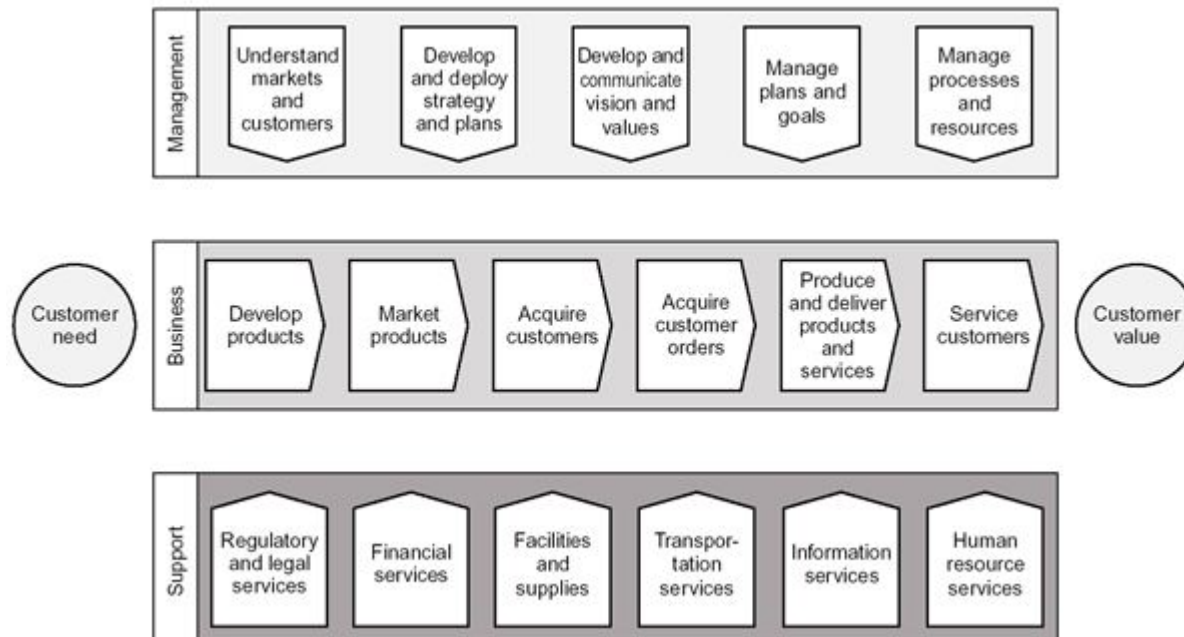 Management
Understand
markets
and
customers
Develop
and deploy
strategy
and plans
Develop and
communicate
vision and
values
Manage
plans and
goals
Manage
processes
and
resources
Customer
need
Business
Develop
products
Market
products
Acquire
customers
Acquire
customer
orders
Produce
and deliver
products
and
services
Service
customers
Customer
value
Support
Regulatory
and legal
services
Financial
services
Facilities
and
supplies
Transpor-
tation
services
Information
services
Human
resource
services